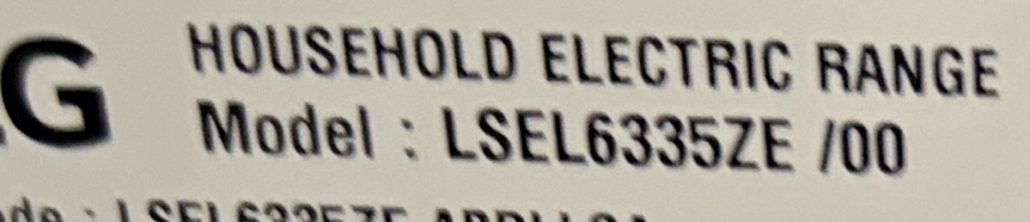 HOUSEHOLD ELECTRIC RANGE
G
Model : LSEL6335ZE /00